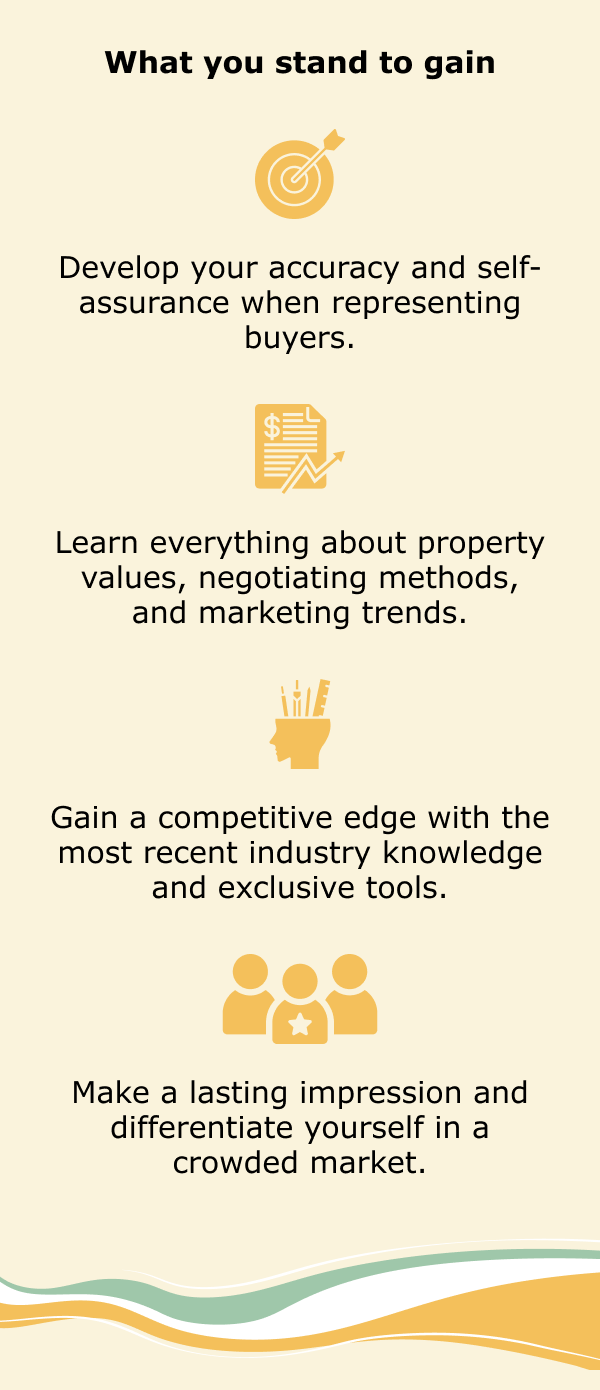 What you stand to gain
Develop your accuracy and self-
assurance when representing
buyers.
$
Learn everything about property
values, negotiating methods,
and marketing trends.
Gain a competitive edge with the
most recent industry knowledge
and exclusive tools.
Make a lasting impression and
differentiate yourself in a
crowded market.